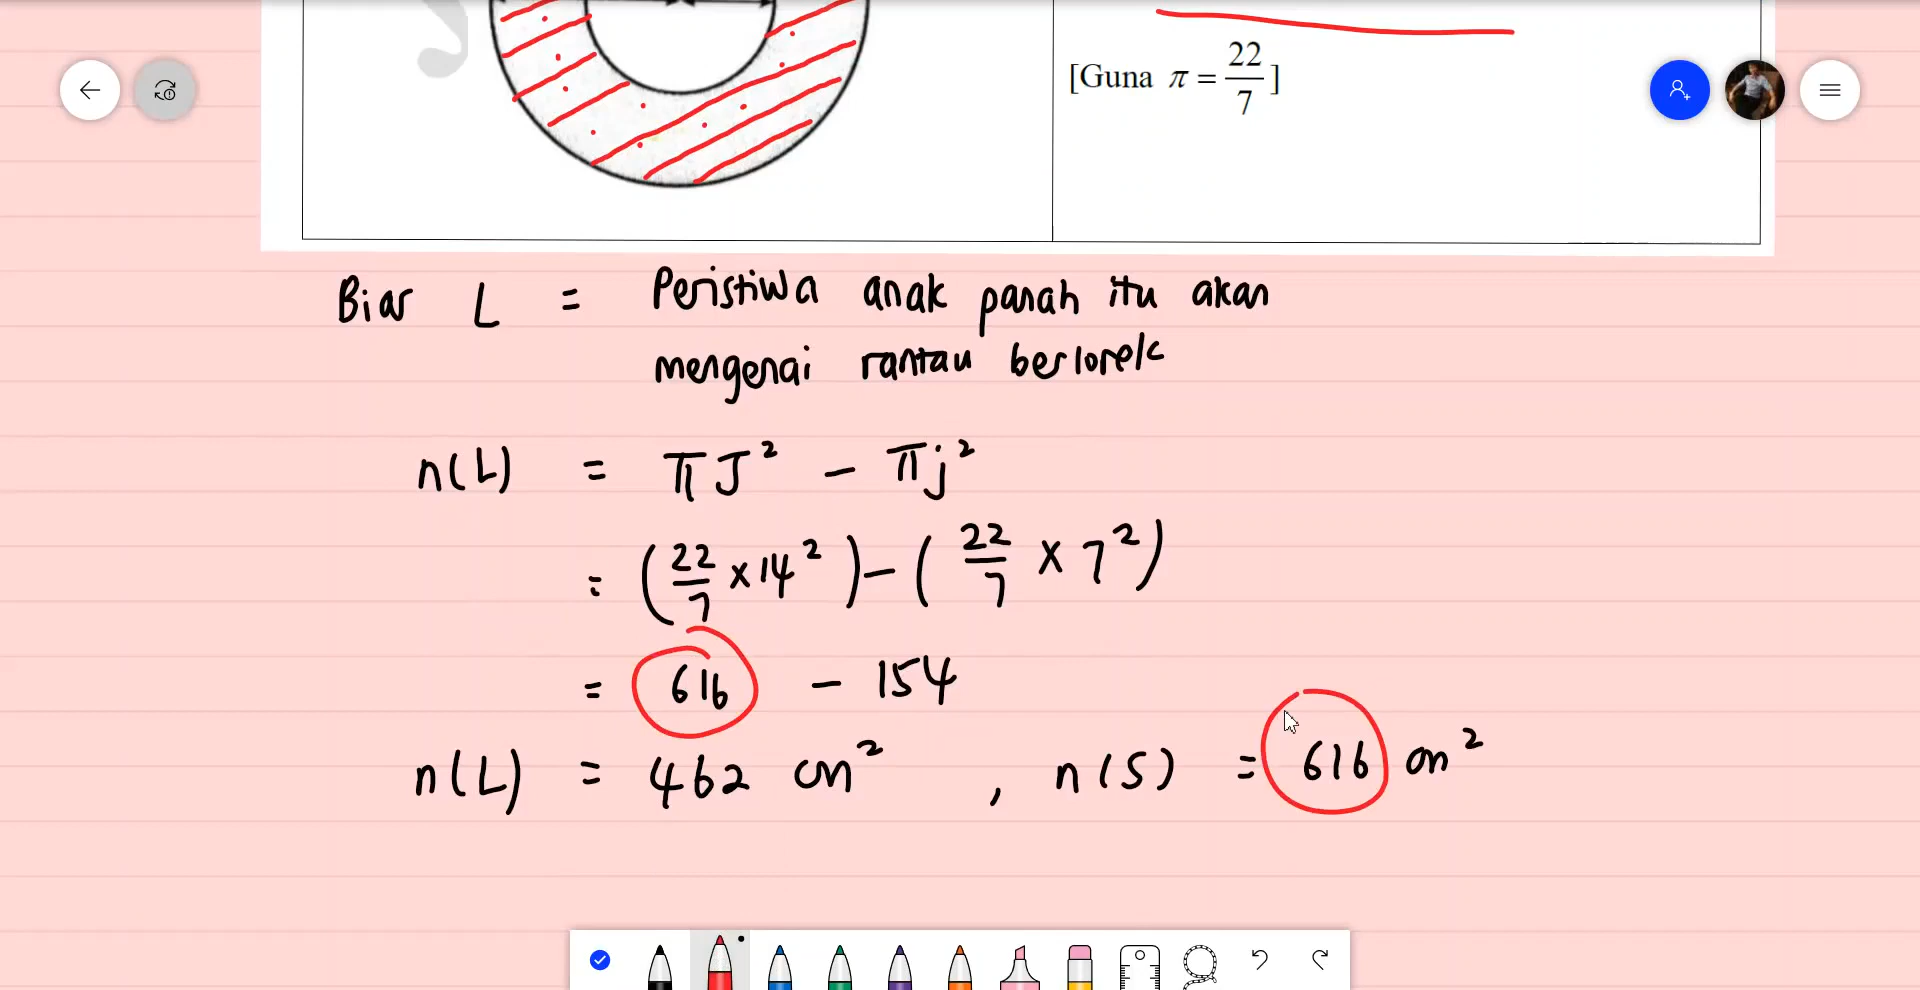 [Guna π = 22/7]
Biar L = Peristiwa anak panah itu akan
mengenai rantau berlorek
n(L) = πJ² − πj²
= (22/7 × 14²) − (22/7 × 7²)
= 616 − 154
n(L) = 462 cm² , n(S) = 616 cm²